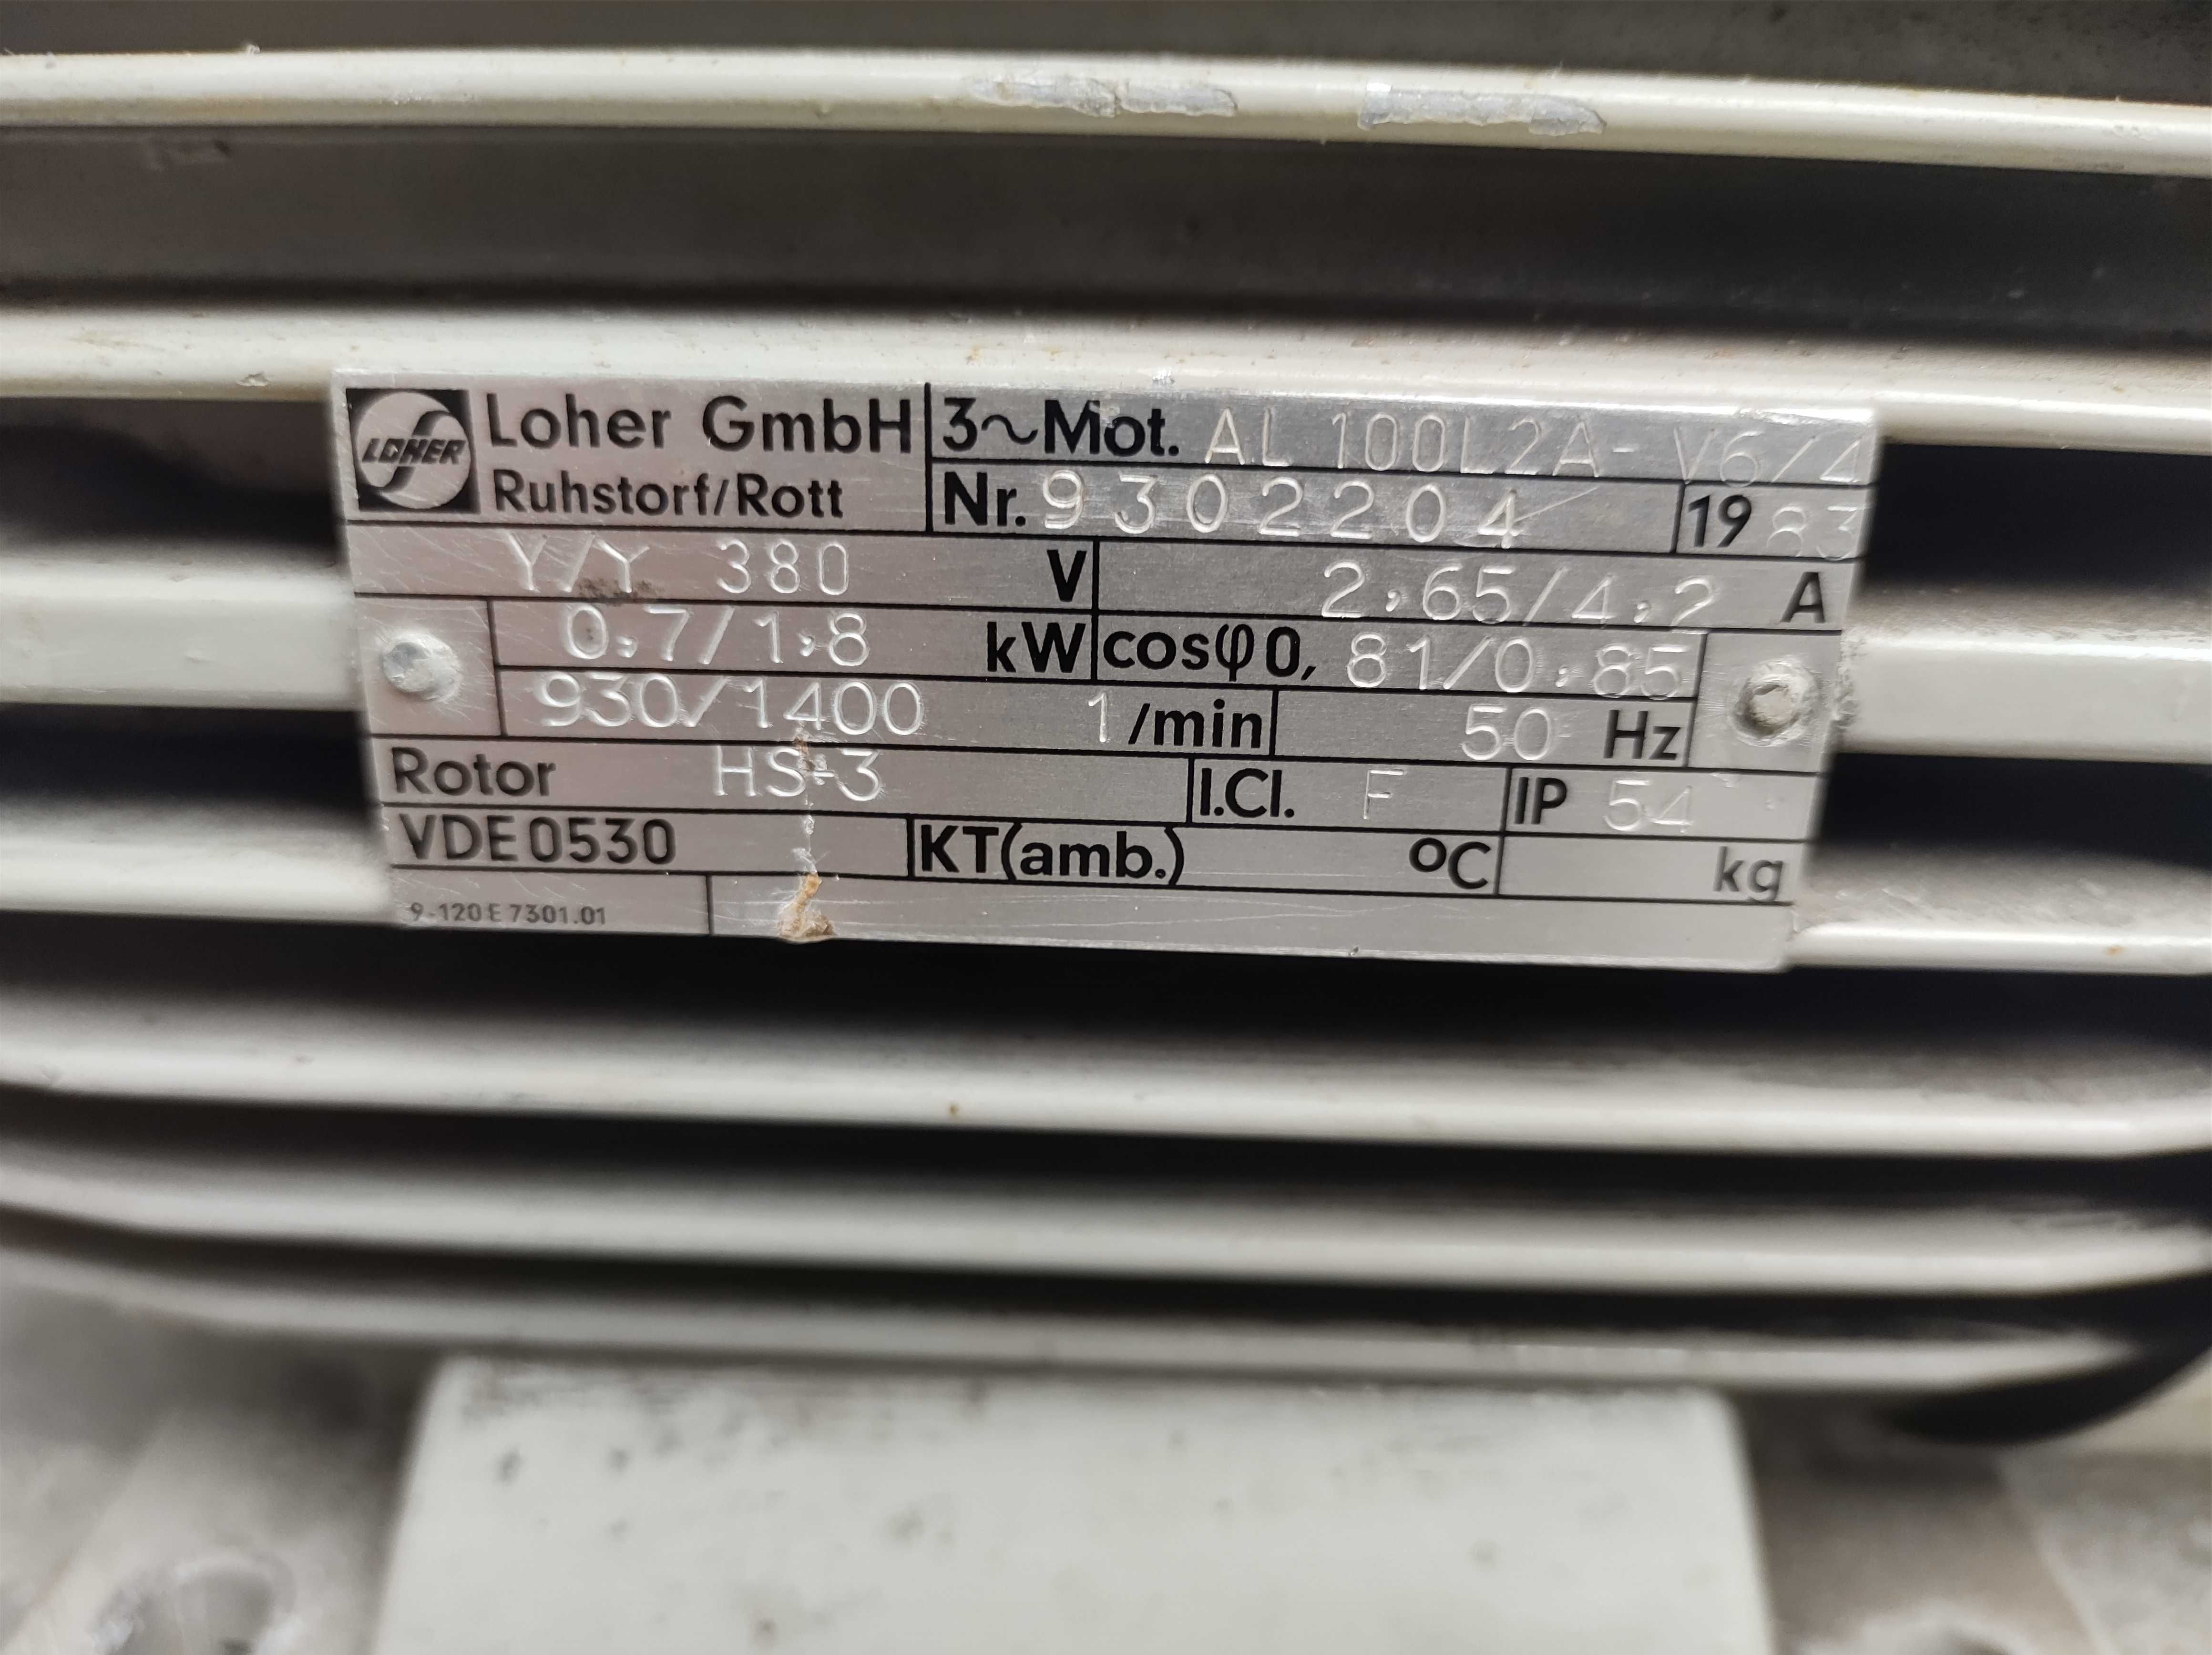 LOHER
Loher GmbH
Ruhstorf/Rott
3~Mot. AL 100L2A-V6/4
Nr. 9302204 1983
Y/Y 380 V 2,65/4,2 A
0,7/1,8 kW cosφ 0,81/0,85
930/1400 1/min 50 Hz
Rotor HS-3 I.Cl. F IP 54
VDE 0530 KT(amb.) °C kg
9-120 E 7301.01